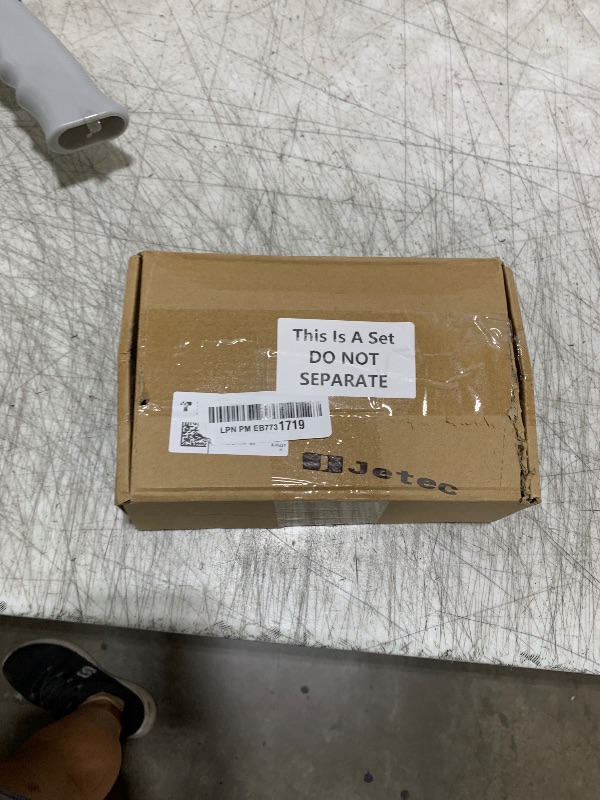 This Is A Set
DO NOT
SEPARATE
LPN PM EB7731719
Jetec